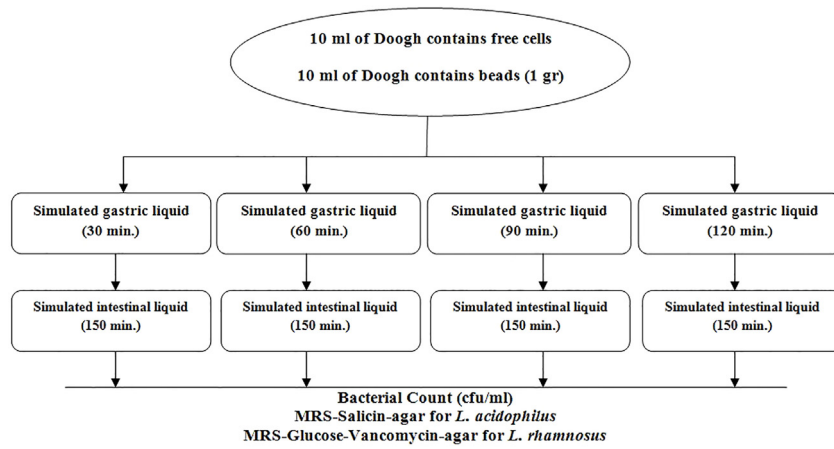 10 ml of Doogh contains free cells
10 ml of Doogh contains beads (1 gr)
Simulated gastric liquid
(30 min.)
Simulated gastric liquid
(60 min.)
Simulated gastric liquid
(90 min.)
Simulated gastric liquid
(120 min.)
Simulated intestinal liquid
(150 min.)
Simulated intestinal liquid
(150 min.)
Simulated intestinal liquid
(150 min.)
Simulated intestinal liquid
(150 min.)
Bacterial Count (cfu/ml)
MRS-Salicin-agar for L. acidophilus
MRS-Glucose-Vancomycin-agar for L. rhamnosus